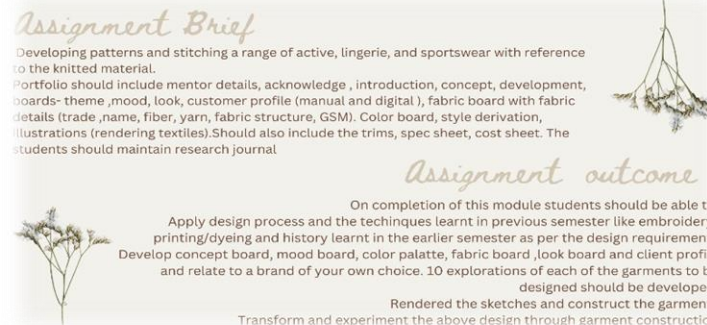 Assignment Brief
Developing patterns and stitching a range of active, lingerie, and sportswear with reference
to the knitted material.
Portfolio should include mentor details, acknowledge , introduction, concept, development,
boards- theme ,mood, look, customer profile (manual and digital ), fabric board with fabric
details (trade ,name, fiber, yarn, fabric structure, GSM). Color board, style derivation,
Illustrations (rendering textiles).Should also include the trims, spec sheet, cost sheet. The
students should maintain research journal
Assignment outcome
On completion of this module students should be able t
Apply design process and the techinques learnt in previous semester like embroider
printing/dyeing and history learnt in the earlier semester as per the design requiremen
Develop concept board, mood board, color palatte, fabric board ,look board and client profi
and relate to a brand of your own choice. 10 explorations of each of the garments to b
designed should be develope
Rendered the sketches and construct the garmen
Transform and experiment the above design through garment constructio